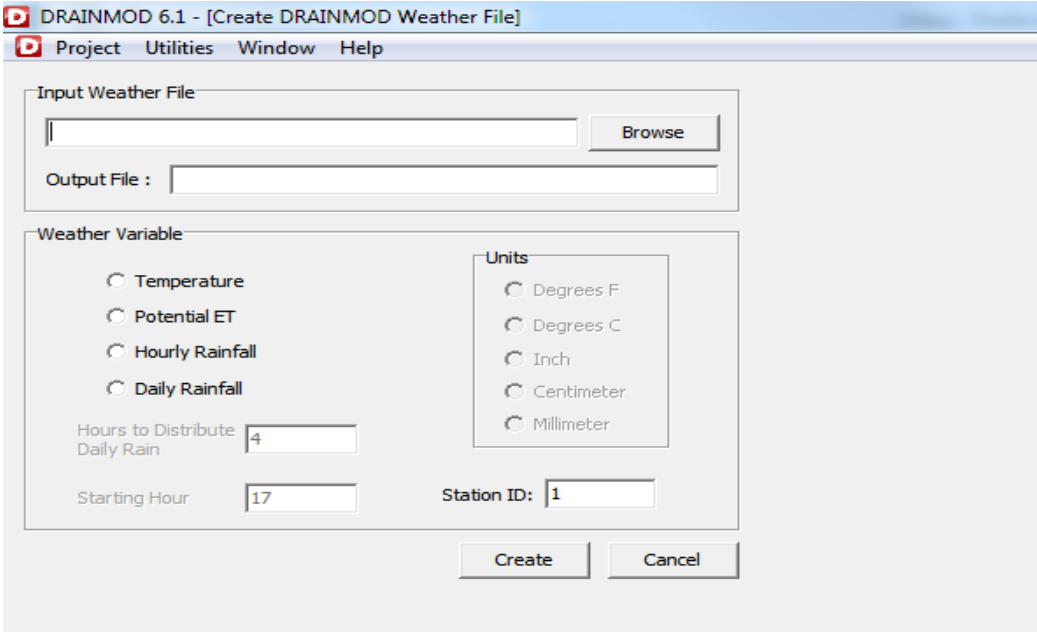 DRAINMOD 6.1 - [Create DRAINMOD Weather File]
Project Utilities Window Help
Input Weather File
Browse
Output File :
Weather Variable
Temperature
Potential ET
Hourly Rainfall
Daily Rainfall
Hours to Distribute
Daily Rain
4
Starting Hour
17
Units
Degrees F
Degrees C
Inch
Centimeter
Millimeter
Station ID: 1
Create
Cancel